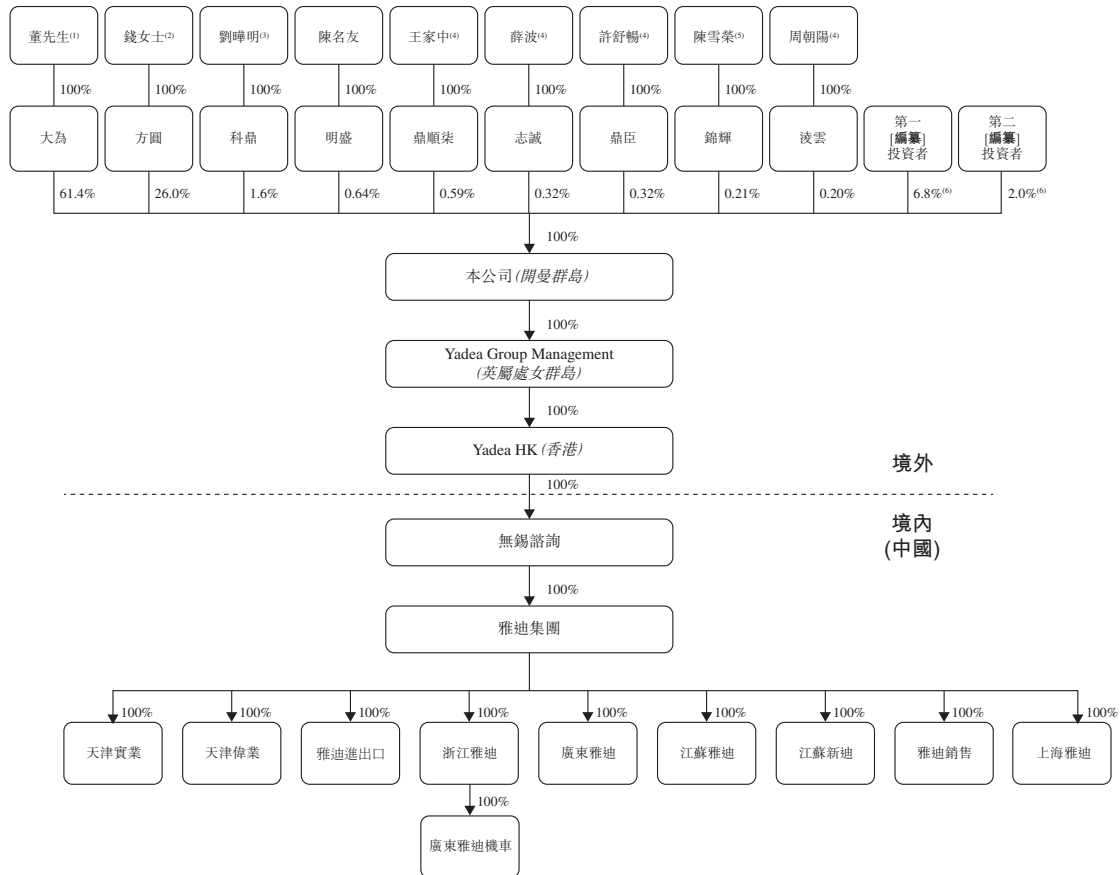 董先生(1)
錢女士(2)
劉曄明(3)
陳名友
王家中(4)
薛波(4)
許舒暢(4)
陳雪榮(5)
周朝陽(4)
100%
100%
100%
100%
100%
100%
100%
100%
100%
大為
方圓
科鼎
明盛
鼎順柒
志誠
鼎臣
錦輝
淩雲
第一
[編纂]
投資者
第二
[編纂]
投資者
61.4%
26.0%
1.6%
0.64%
0.59%
0.32%
0.32%
0.21%
0.20%
6.8%(6)
2.0%(6)
100%
本公司(開曼群島)
100%
Yadea Group Management
(英屬處女群島)
100%
Yadea HK (香港)
境外
100%
境內
(中國)
無錫諮詢
100%
雅迪集團
100%
100%
100%
100%
100%
100%
100%
100%
100%
天津實業
天津偉業
雅迪進出口
浙江雅迪
廣東雅迪
江蘇雅迪
江蘇新迪
雅迪銷售
上海雅迪
100%
廣東雅迪機車